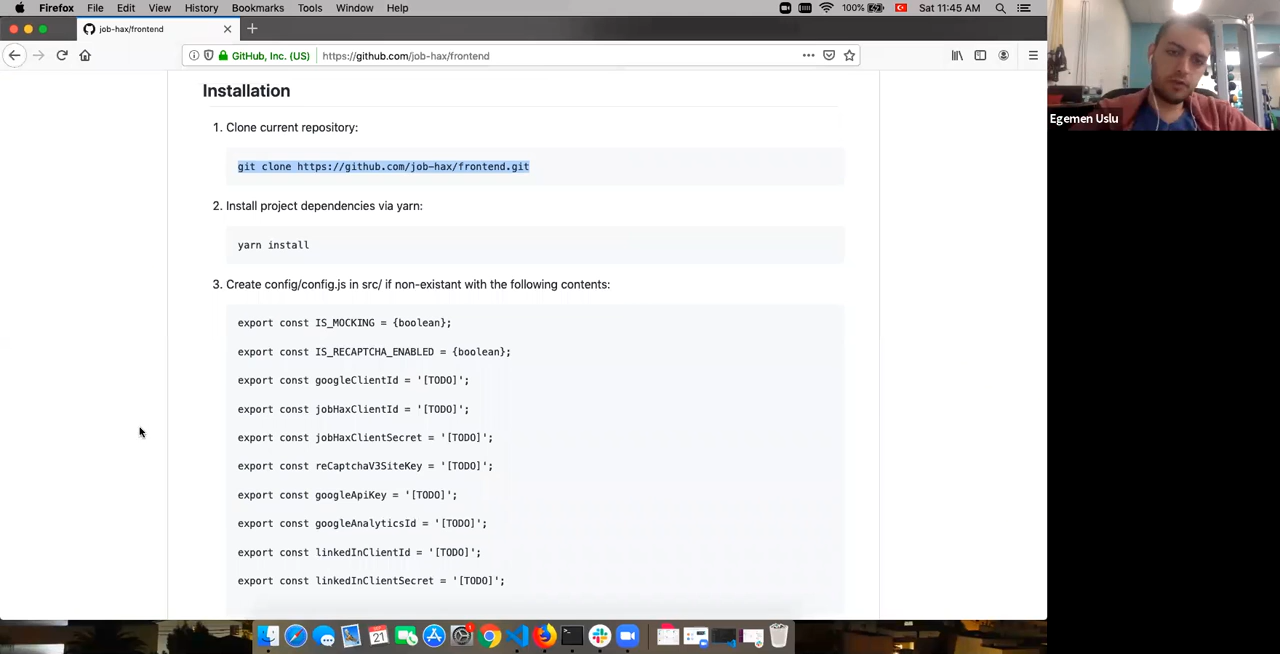 Firefox File Edit View History Bookmarks Tools Window Help 100% Sat 11:45 AM
job-hax/frontend
GitHub, Inc. (US) https://github.com/job-hax/frontend
Egemen Uslu
Installation
1. Clone current repository:
git clone https://github.com/job-hax/frontend.git
2. Install project dependencies via yarn:
yarn install
3. Create config/config.js in src/ if non-existant with the following contents:
export const IS_MOCKING = {boolean};
export const IS_RECAPTCHA_ENABLED = {boolean};
export const googleClientId = '[TODO]';
export const jobHaxClientId = '[TODO]';
export const jobHaxClientSecret = '[TODO]';
export const reCaptchaV3SiteKey = '[TODO]';
export const googleApiKey = '[TODO]';
export const googleAnalyticsId = '[TODO]';
export const linkedInClientId = '[TODO]';
export const linkedInClientSecret = '[TODO]';
21